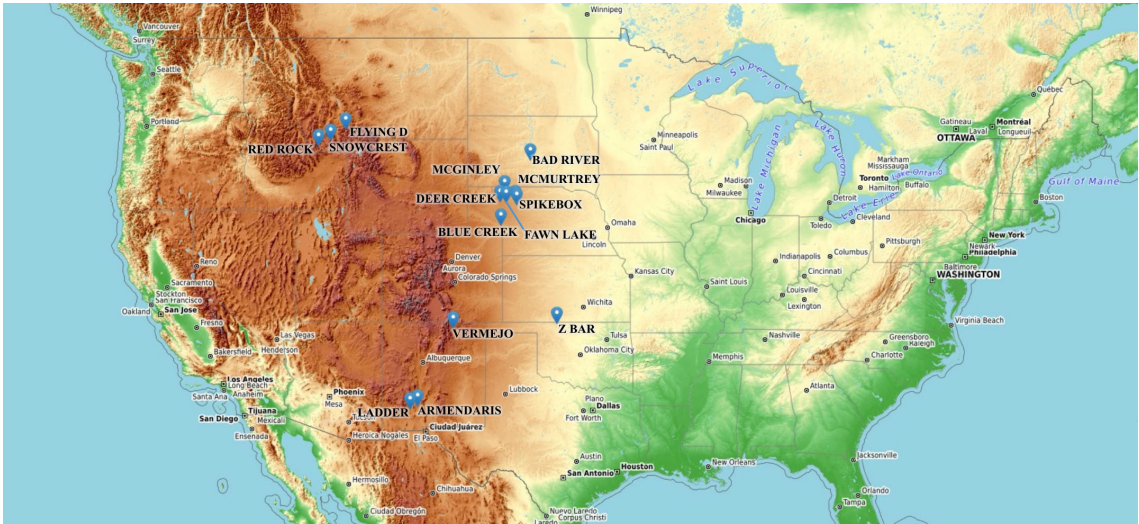 Winnipeg
Vancouver
Surrey
Seattle
Portland
Lake Superior
Québec
Gatineau
OTTAWA
Laval
Montréal
Longueuil
Minneapolis
Saint Paul
FLYING D
RED ROCK
SNOWCREST
BAD RIVER
MCGINLEY
MCMURTREY
DEER CREEK
SPIKEBOX
BLUE CREEK
FAWN LAKE
Lake Michigan
Lake Huron
Markham
Mississauga
Toronto
Lake Ontario
Hamilton
Buffalo
Madison
Milwaukee
Detroit
Lake Erie
Gulf of Maine
Boston
Chicago
Toledo
Cleveland
Omaha
Lincoln
New York
Newark
Pittsburgh
Philadelphia
Reno
Denver
Aurora
Colorado Springs
Indianapolis
Columbus
Cincinnati
Baltimore
WASHINGTON
Sacramento
Stockton
San Francisco
Oakland
San Jose
Kansas City
Saint Louis
Louisville
Lexington
Fresno
Las Vegas
Henderson
Bakersfield
VERMEJO
Wichita
Z BAR
Tulsa
Oklahoma City
Virginia Beach
Nashville
Greensboro
Raleigh
Charlotte
Memphis
Albuquerque
Los Angeles
Long Beach
Santa Ana
Anaheim
Phoenix
Mesa
Lubbock
Atlanta
LADDER
ARMENDARIS
Plano
Dallas
Fort Worth
San Diego
Tijuana
Mexicali
Ensenada
Tucson
Heroica Nogales
El Paso
Ciudad Juárez
Hermosillo
Chihuahua
Ciudad Obregón
Austin
San Antonio
Houston
New Orleans
Jacksonville
Orlando
Tampa
Nuevo Laredo
Laredo
Corpus Christi